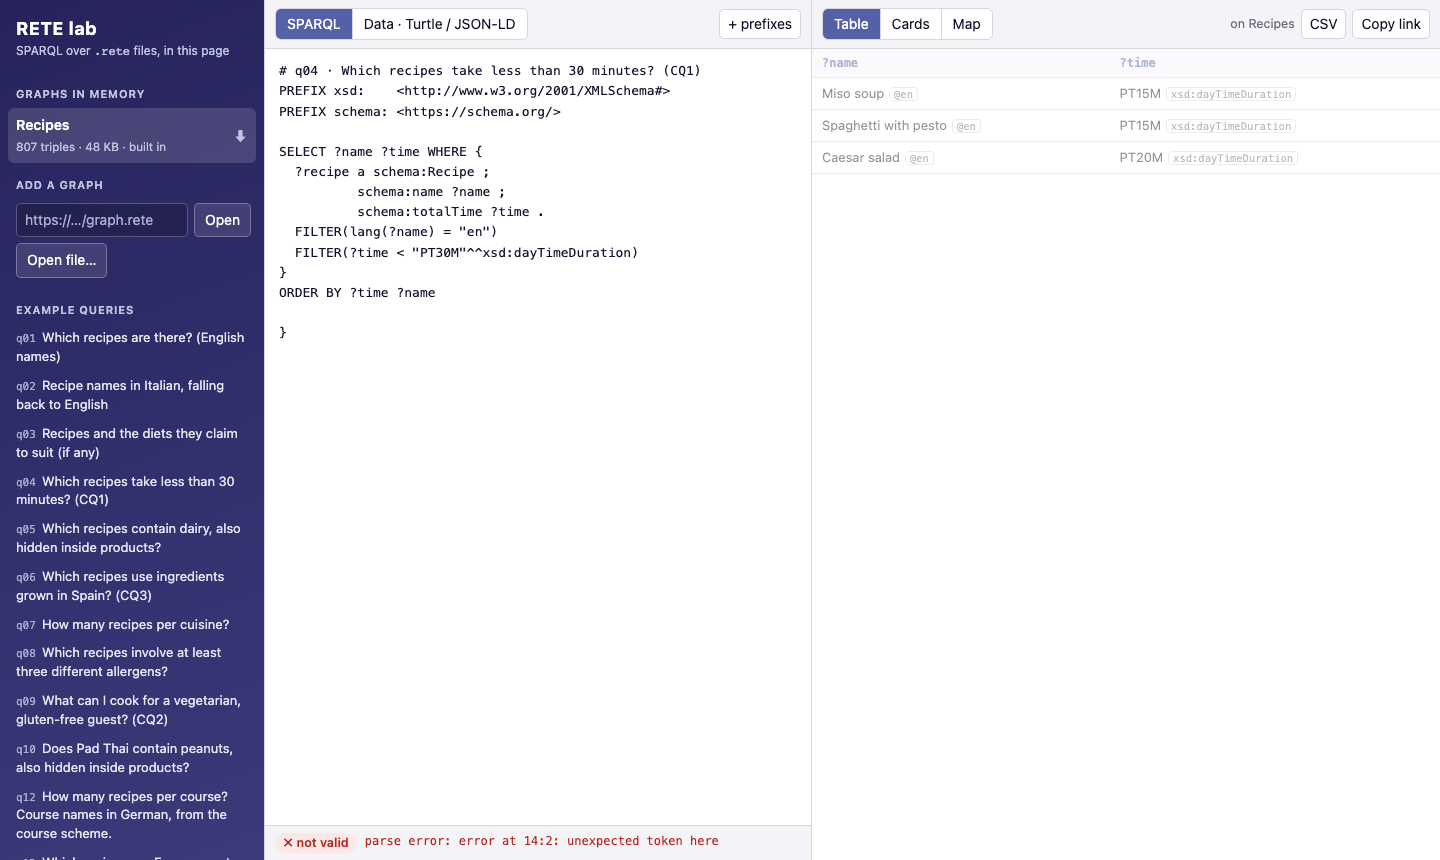 RETE lab
SPARQL over .rete files, in this page
GRAPHS IN MEMORY
Recipes
807 triples · 48 KB · built in
ADD A GRAPH
https://.../graph.rete
Open
Open file...
EXAMPLE QUERIES
q01 Which recipes are there? (English
names)
q02 Recipe names in Italian, falling
back to English
q03 Recipes and the diets they claim
to suit (if any)
q04 Which recipes take less than 30
minutes? (CQ1)
q05 Which recipes contain dairy, also
hidden inside products?
q06 Which recipes use ingredients
grown in Spain? (CQ3)
q07 How many recipes per cuisine?
q08 Which recipes involve at least
three different allergens?
q09 What can I cook for a vegetarian,
gluten-free guest? (CQ2)
q10 Does Pad Thai contain peanuts,
also hidden inside products?
q12 How many recipes per course?
Course names in German, from the
course scheme.
SPARQL
Data · Turtle / JSON-LD
+ prefixes
# q04 · Which recipes take less than 30 minutes? (CQ1)
PREFIX xsd:    <http://www.w3.org/2001/XMLSchema#>
PREFIX schema: <https://schema.org/>
SELECT ?name ?time WHERE {
  ?recipe a schema:Recipe ;
          schema:name ?name ;
          schema:totalTime ?time .
  FILTER(lang(?name) = "en")
  FILTER(?time < "PT30M"^^xsd:dayTimeDuration)
}
ORDER BY ?time ?name
}
✕ not valid parse error: error at 14:2: unexpected token here
Table
Cards
Map
on Recipes
CSV
Copy link
?name ?time
Miso soup @en PT15M xsd:dayTimeDuration
Spaghetti with pesto @en PT15M xsd:dayTimeDuration
Caesar salad @en PT20M xsd:dayTimeDuration